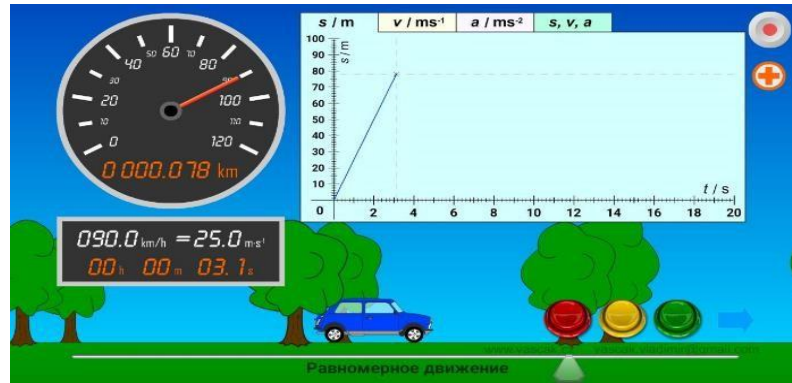 s / m v / ms⁻¹ a / ms⁻² s, v, a
100
90
80
70
60
50
40
30
20
10
0
s / m
2 4 6 8 10 12 14 16 18 20
t / s
0 10 20 30 40 50 60 70 80 90 100 110 120
0000.078 km
090.0 km/h = 25.0 m·s⁻¹
00 h 00 m 03.1 s
Равномерное движение